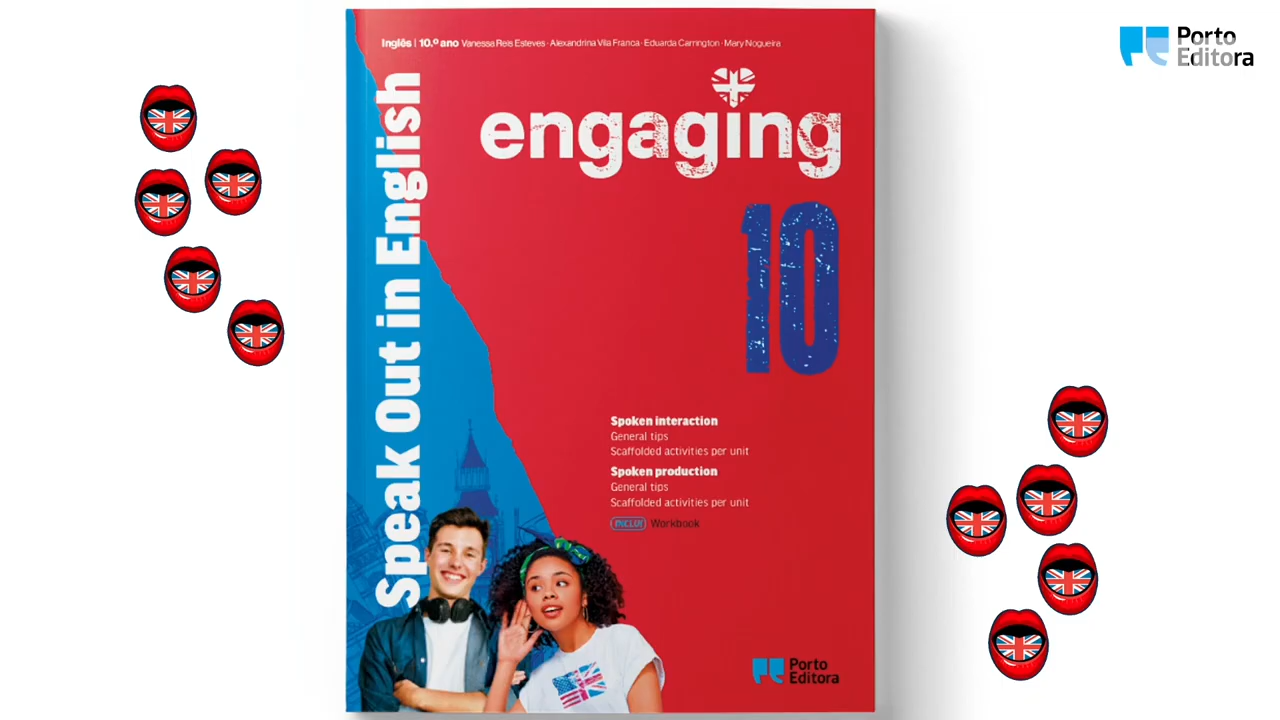 Inglês | 10.º ano Vanessa Reis Esteves · Alexandrina Vila Franca · Eduarda Carrington · Mary Nogueira
engaging
10
Speak Out in English
Spoken interaction
General tips
Scaffolded activities per unit
Spoken production
General tips
Scaffolded activities per unit
INCLUI Workbook
Porto
Editora
Porto
Editora